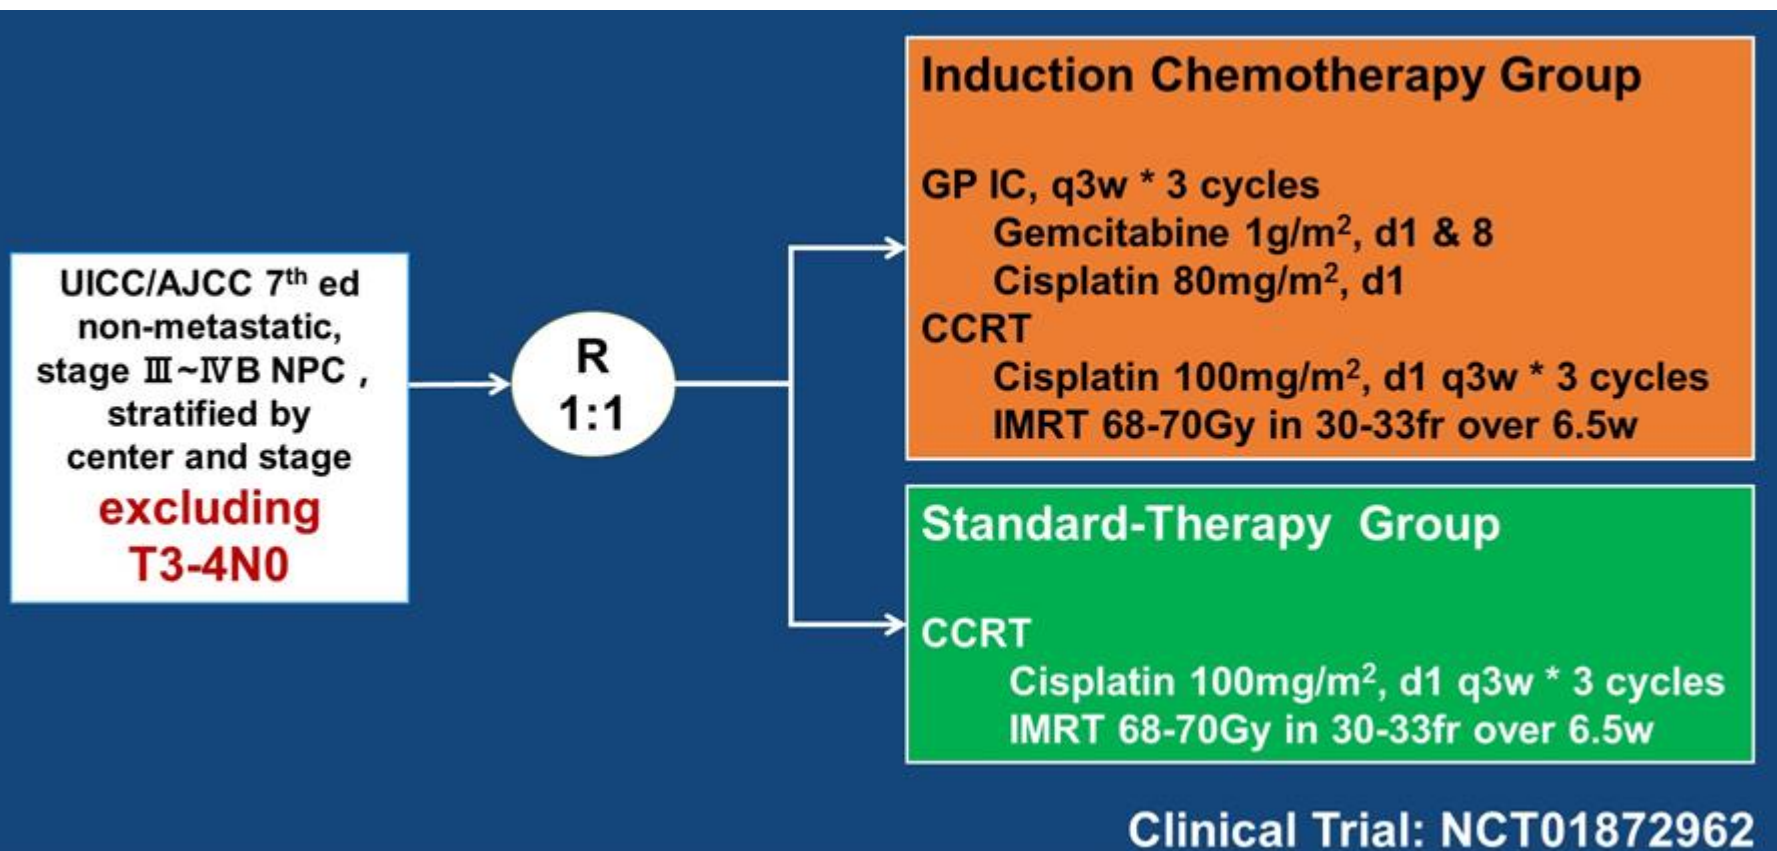 UICC/AJCC 7th ed
non-metastatic,
stage Ⅲ~ⅣB NPC ,
stratified by
center and stage
excluding
T3-4N0
R
1:1
Induction Chemotherapy Group
GP IC, q3w * 3 cycles
Gemcitabine 1g/m², d1 & 8
Cisplatin 80mg/m², d1
CCRT
Cisplatin 100mg/m², d1 q3w * 3 cycles
IMRT 68-70Gy in 30-33fr over 6.5w
Standard-Therapy Group
CCRT
Cisplatin 100mg/m², d1 q3w * 3 cycles
IMRT 68-70Gy in 30-33fr over 6.5w
Clinical Trial: NCT01872962